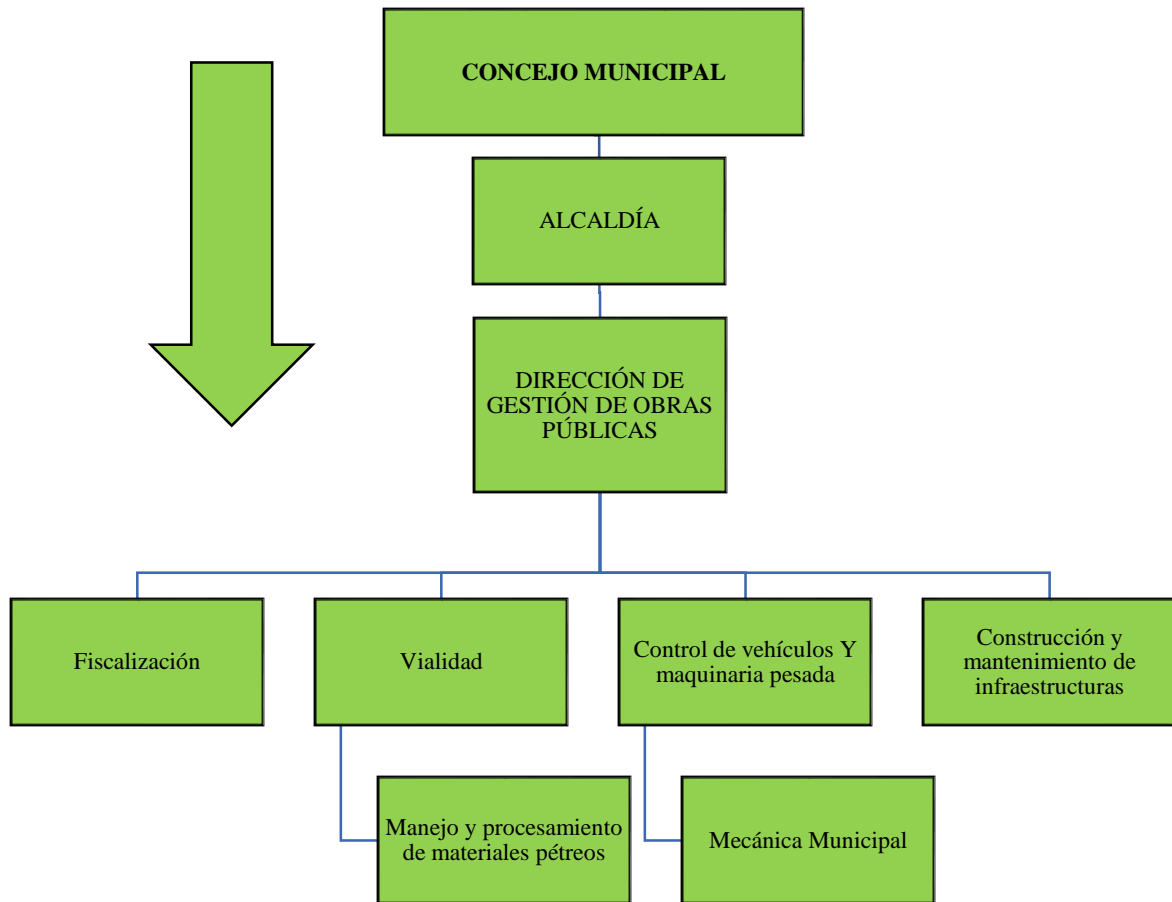 CONCEJO MUNICIPAL
ALCALDÍA
DIRECCIÓN DE
GESTIÓN DE OBRAS
PÚBLICAS
Fiscalización
Vialidad
Control de vehículos Y
maquinaria pesada
Construcción y
mantenimiento de
infraestructuras
Manejo y procesamiento
de materiales pétreos
Mecánica Municipal